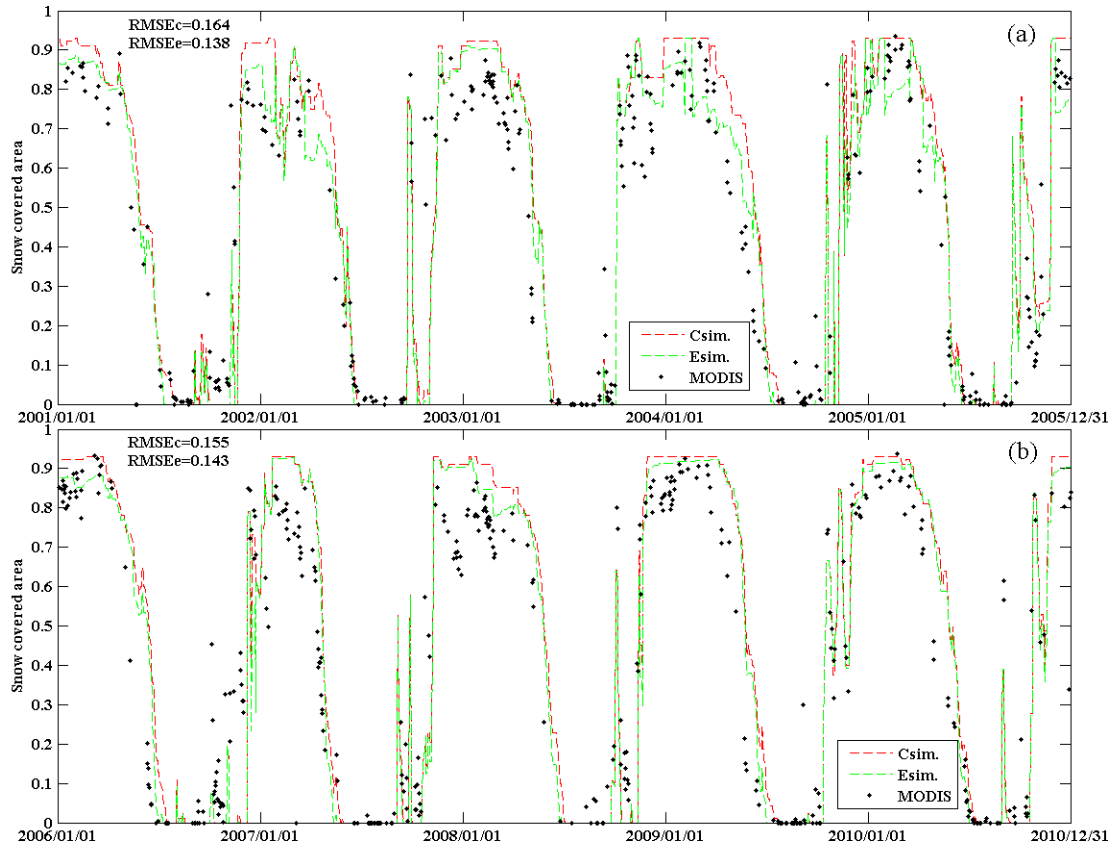 RMSEc=0.164
RMSEe=0.138
(a)
Snow covered area
1
0.9
0.8
0.7
0.6
0.5
0.4
0.3
0.2
0.1
0
Csim.
Esim.
MODIS
2001/01/01 2002/01/01 2003/01/01 2004/01/01 2005/01/01 2005/12/31
RMSEc=0.155
RMSEe=0.143
(b)
Snow covered area
1
0.9
0.8
0.7
0.6
0.5
0.4
0.3
0.2
0.1
0
Csim.
Esim.
MODIS
2006/01/01 2007/01/01 2008/01/01 2009/01/01 2010/01/01 2010/12/31